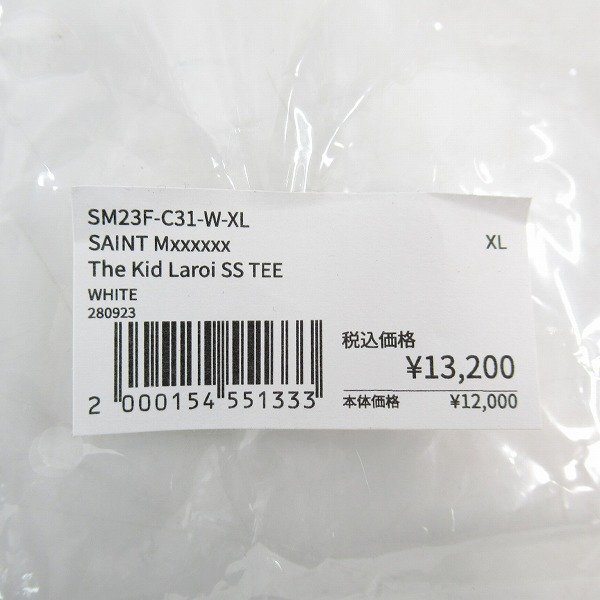 SM23F-C31-W-XL
SAINT Mxxxxxx XL
The Kid Laroi SS TEE
WHITE
280923
税込価格
¥13,200
本体価格 ¥12,000
2 000154 551333